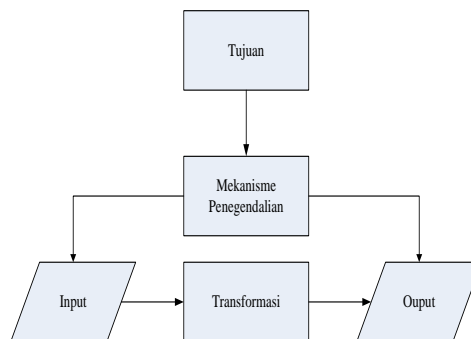 Tujuan
Mekanisme
Penegendalian
Input
Transformasi
Ouput